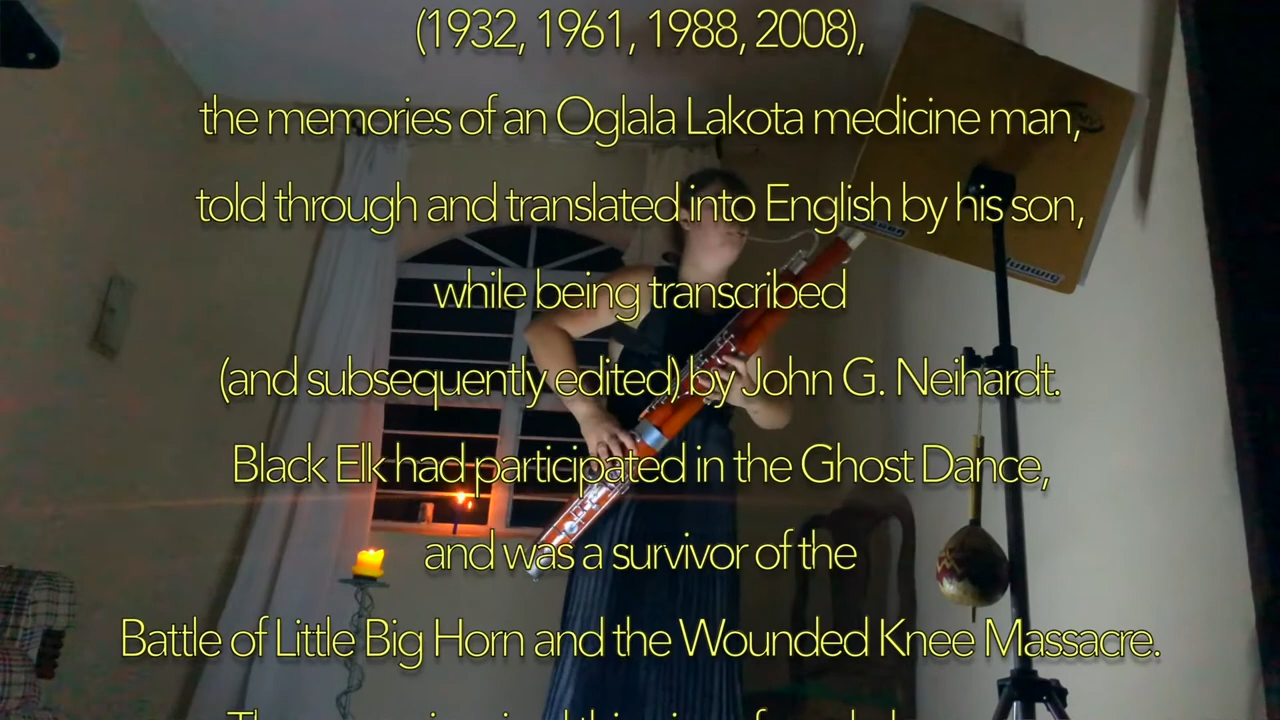 (1932, 1961, 1988, 2008),
the memories of an Oglala Lakota medicine man,
told through and translated into English by his son,
while being transcribed
(and subsequently edited) by John G. Neihardt.
Black Elk had participated in the Ghost Dance,
and was a survivor of the
Battle of Little Big Horn and the Wounded Knee Massacre.
Ludwig